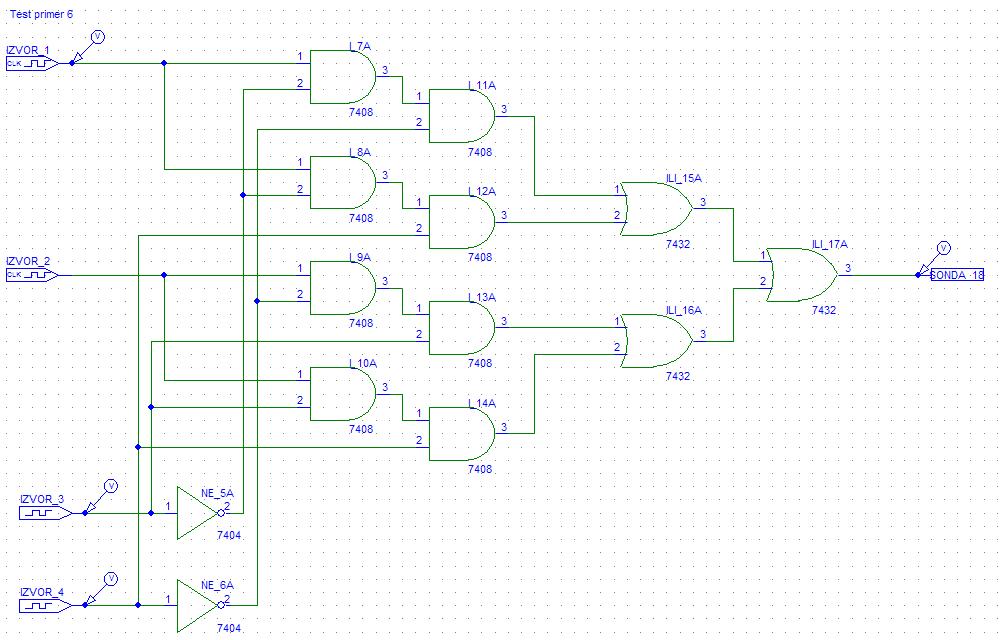 Test primer 6
V
IZVOR_1
CLK
I_7A
1
2
3
7408
I_11A
1
2
3
7408
I_8A
1
2
3
7408
I_12A
1
2
3
7408
ILI_15A
1
2
3
7432
IZVOR_2
CLK
I_9A
1
2
3
7408
I_13A
1
2
3
7408
ILI_17A
1
2
3
7432
V
SONDA_18
ILI_16A
1
2
3
7432
I_10A
1
2
3
7408
I_14A
1
2
3
7408
V
IZVOR_3
NE_5A
1
2
7404
V
IZVOR_4
NE_6A
1
2
7404